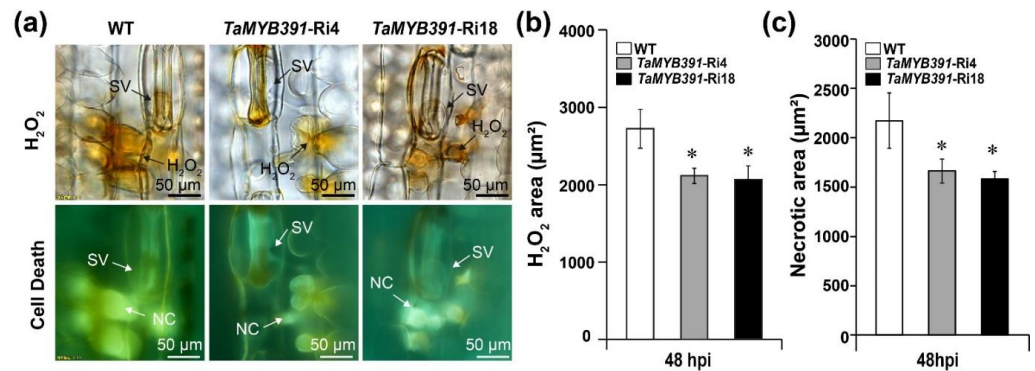 (a)
WT
TaMYB391-Ri4
TaMYB391-Ri18
H₂O₂
SV
H₂O₂
50 µm
SV
H₂O₂
50 µm
SV
H₂O₂
50 µm
Cell Death
SV
NC
50 µm
SV
NC
50 µm
SV
NC
50 µm
(b)
H₂O₂ area (µm²)
4000
3000
2000
1000
0
WT
TaMYB391-Ri4
TaMYB391-Ri18
*
*
48 hpi
(c)
Necrotic area (µm²)
3000
2500
2000
1500
1000
500
0
WT
TaMYB391-Ri4
TaMYB391-Ri18
*
*
48hpi